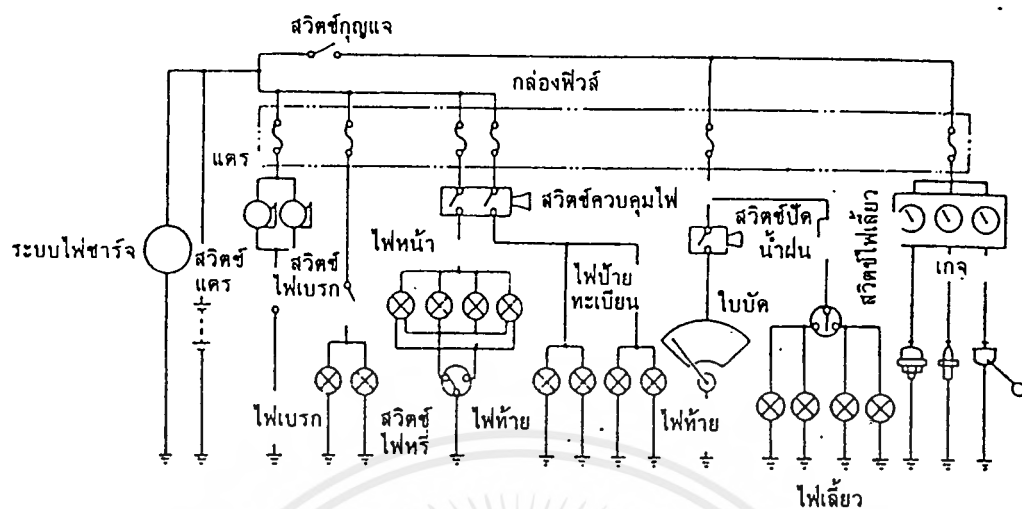 สวิตช์กุญแจ
กล่องฟิวส์
แตร
สวิตช์ควบคุมไฟ
ระบบไฟชาร์จ
สวิตช์
แตร
สวิตช์
ไฟเบรก
ไฟหน้า
ไฟป้าย
ทะเบียน
สวิตช์ปัด
น้ำฝน
ใบปัด
สวิตช์ไฟเลี้ยว
เกจ
ไฟเบรก
สวิตช์
ไฟหรี่
ไฟท้าย
ไฟท้าย
ไฟเลี้ยว